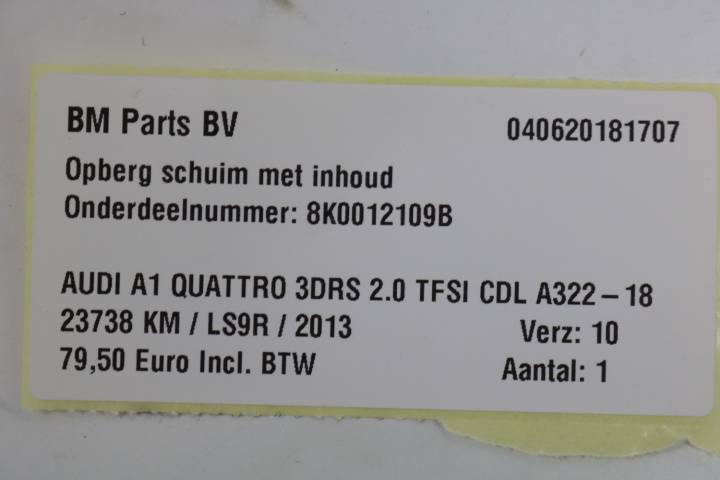 BM Parts BV 040620181707
Opberg schuim met inhoud
Onderdeelnummer: 8K0012109B
AUDI A1 QUATTRO 3DRS 2.0 TFSI CDL A322-18
23738 KM / LS9R / 2013 Verz: 10
79,50 Euro Incl. BTW Aantal: 1